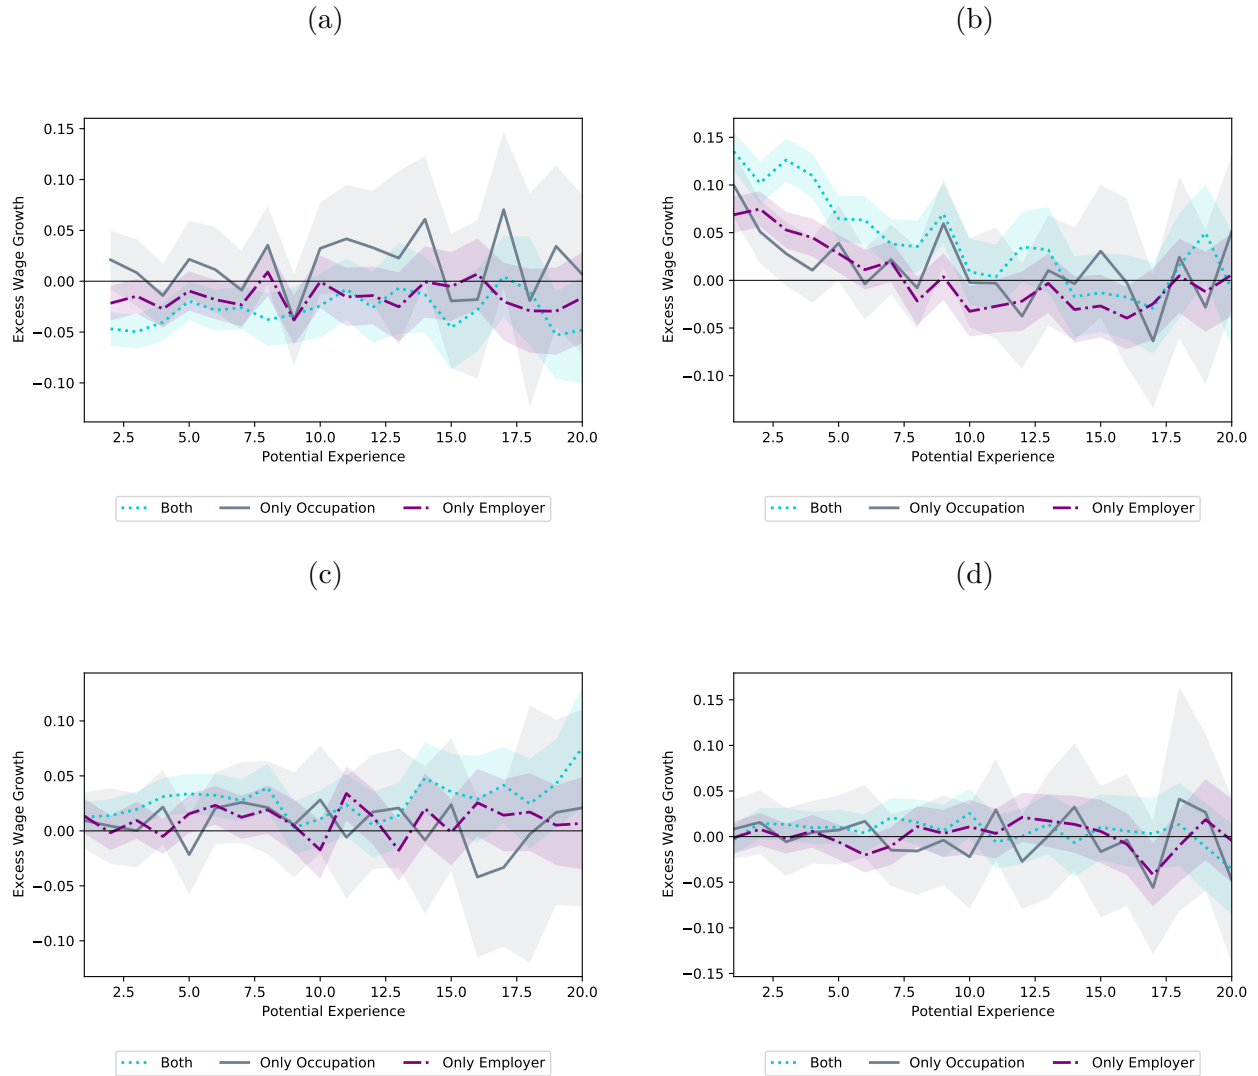 (a)
(b)
0.15
0.10
0.05
0.00
−0.05
−0.10
Excess Wage Growth
2.5 5.0 7.5 10.0 12.5 15.0 17.5 20.0
Potential Experience
Both Only Occupation Only Employer
0.15
0.10
0.05
0.00
−0.05
−0.10
Excess Wage Growth
2.5 5.0 7.5 10.0 12.5 15.0 17.5 20.0
Potential Experience
Both Only Occupation Only Employer
(c)
(d)
0.10
0.05
0.00
−0.05
−0.10
Excess Wage Growth
2.5 5.0 7.5 10.0 12.5 15.0 17.5 20.0
Potential Experience
Both Only Occupation Only Employer
0.15
0.10
0.05
0.00
−0.05
−0.10
−0.15
Excess Wage Growth
2.5 5.0 7.5 10.0 12.5 15.0 17.5 20.0
Potential Experience
Both Only Occupation Only Employer